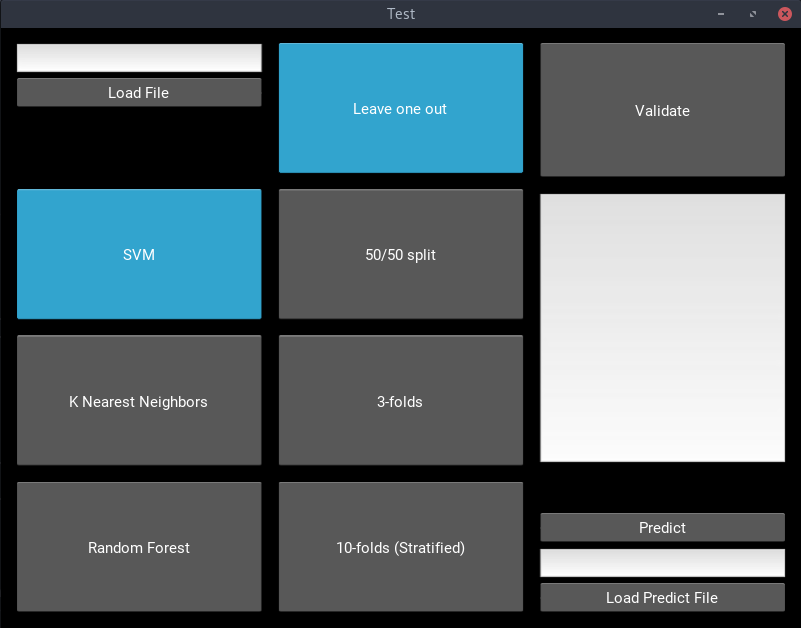 Test
Load File
Leave one out
Validate
SVM
50/50 split
K Nearest Neighbors
3-folds
Random Forest
10-folds (Stratified)
Predict
Load Predict File